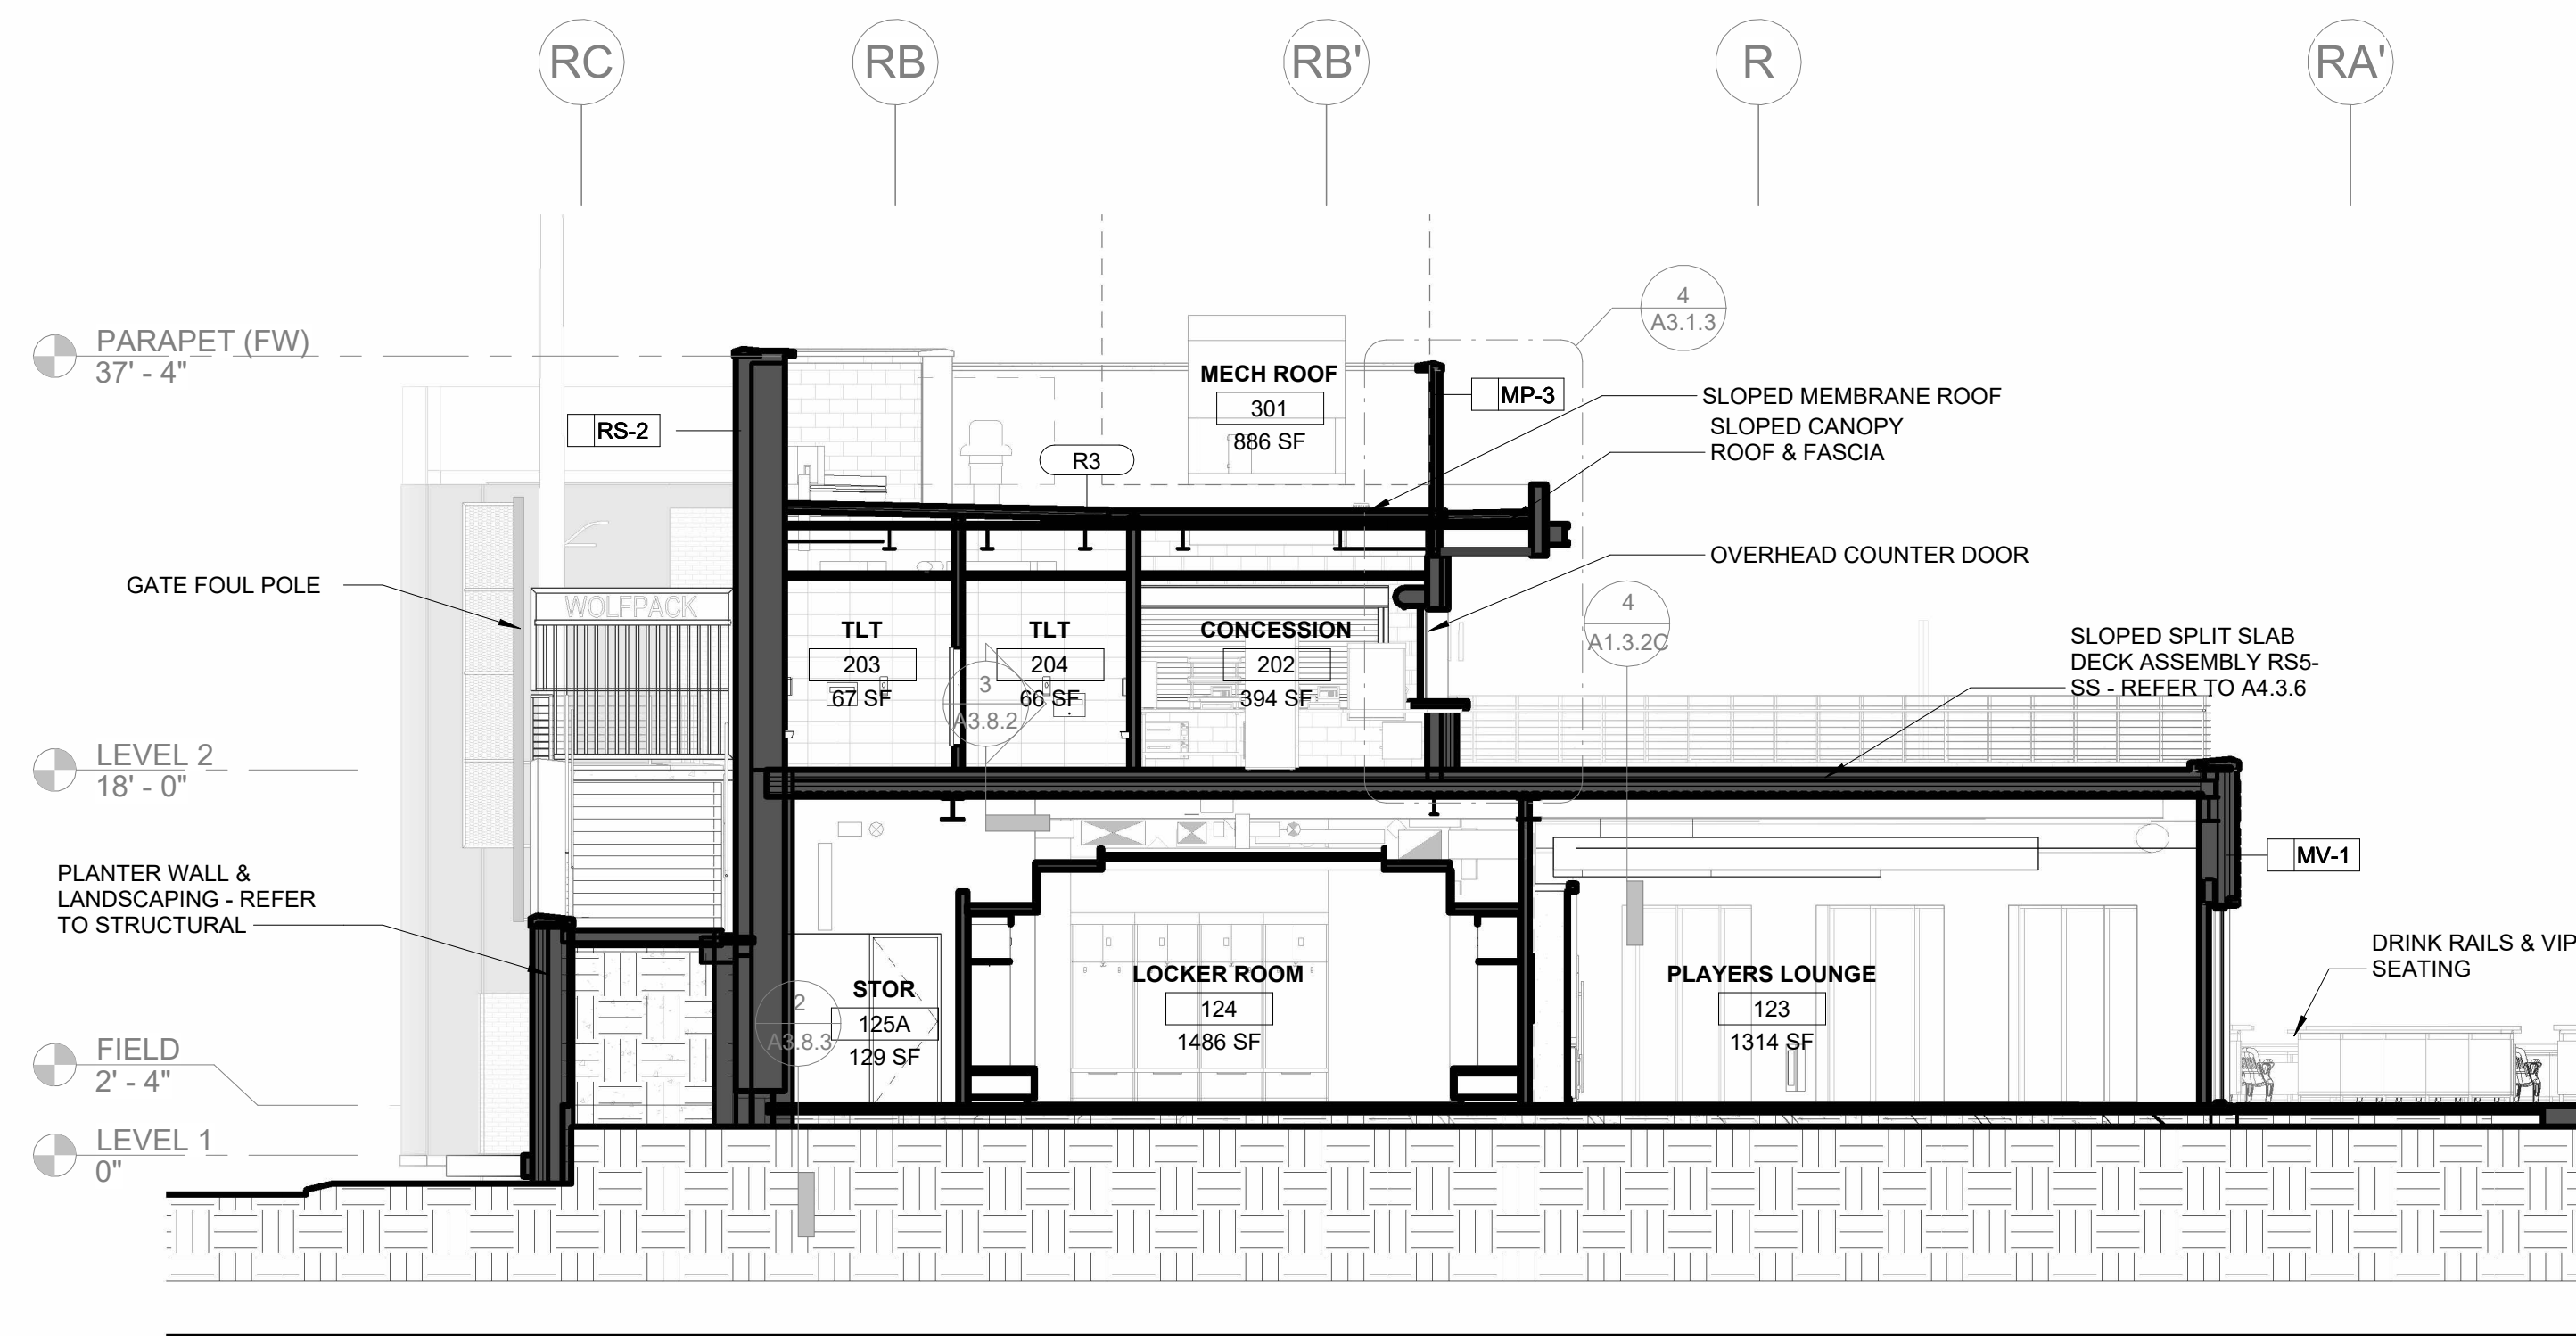 RC
RB
RB'
R
RA'
4
A3.1.3
PARAPET (FW)
37' - 4"
MECH ROOF
301
886 SF
MP-3
SLOPED MEMBRANE ROOF
SLOPED CANOPY
ROOF & FASCIA
RS-2
R3
OVERHEAD COUNTER DOOR
GATE FOUL POLE
WOLFPACK
TLT
203
67 SF
TLT
204
66 SF
CONCESSION
202
394 SF
4
A1.3.2C
3
A3.8.2
SLOPED SPLIT SLAB
DECK ASSEMBLY RS5-
SS - REFER TO A4.3.6
LEVEL 2
18' - 0"
MV-1
PLANTER WALL &
LANDSCAPING - REFER
TO STRUCTURAL
DRINK RAILS & VIP
SEATING
STOR
125A
129 SF
2
A3.8.3
LOCKER ROOM
124
1486 SF
PLAYERS LOUNGE
123
1314 SF
FIELD
2' - 4"
LEVEL 1
0"